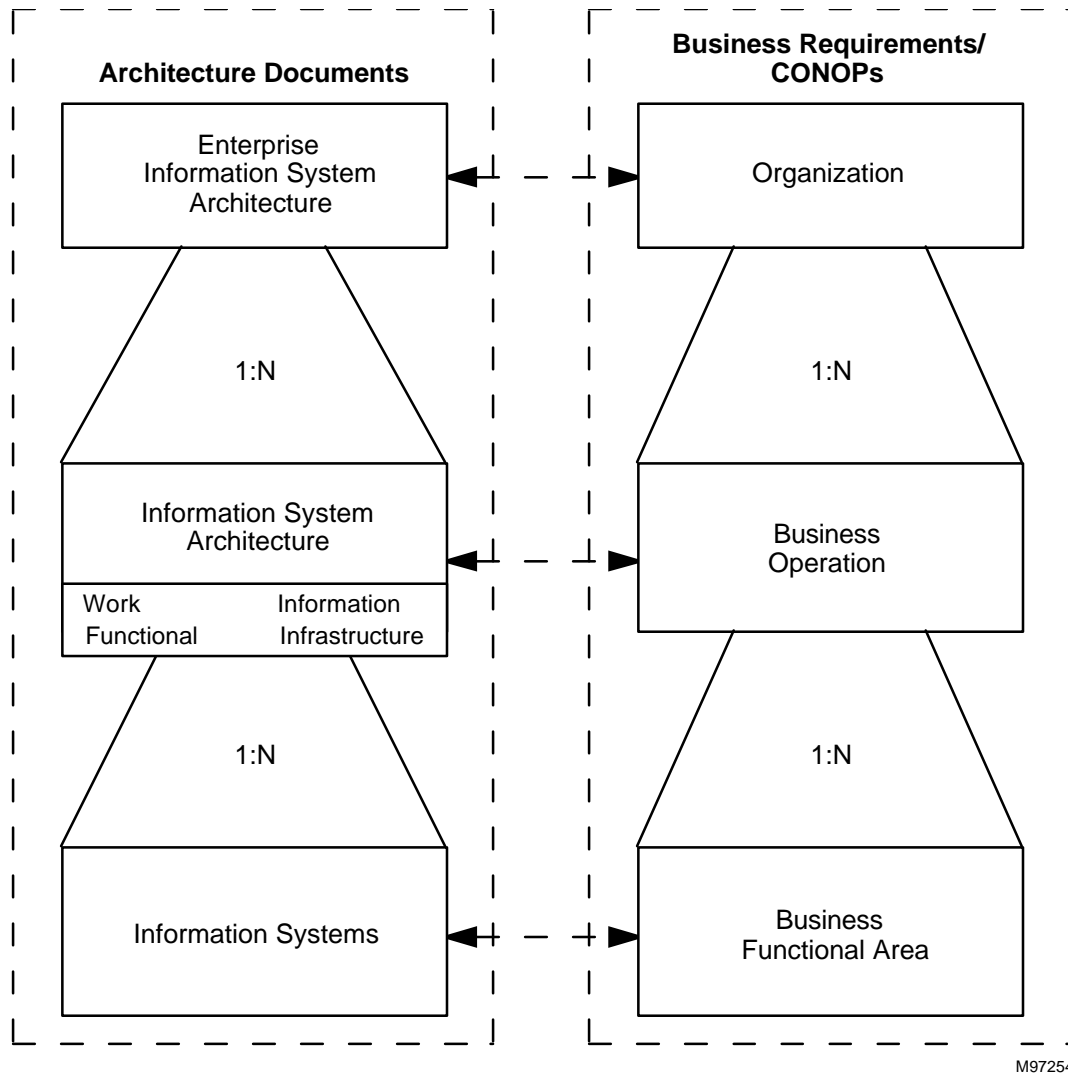 Architecture Documents
Enterprise
Information System
Architecture
1:N
Information System
Architecture
Work Information
Functional Infrastructure
1:N
Information Systems
Business Requirements/
CONOPs
Organization
1:N
Business
Operation
1:N
Business
Functional Area
M97254